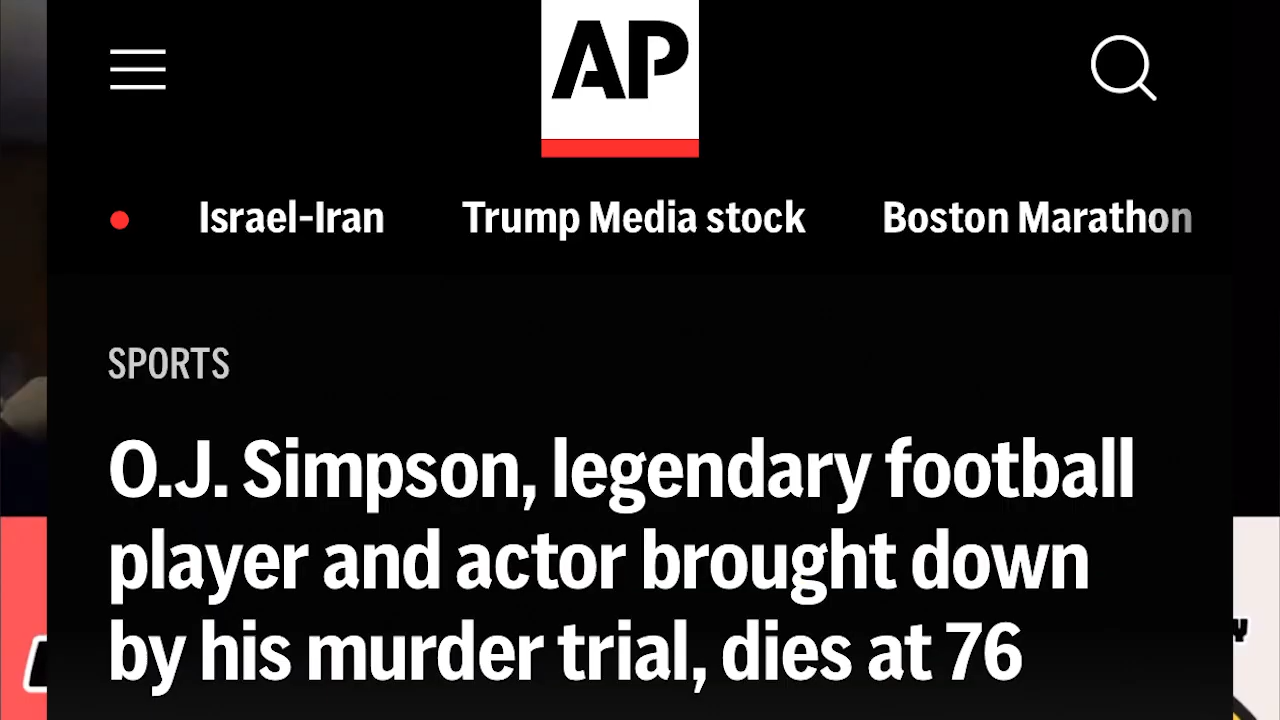 AP
Israel-Iran Trump Media stock Boston Marathon
SPORTS
O.J. Simpson, legendary football
player and actor brought down
by his murder trial, dies at 76